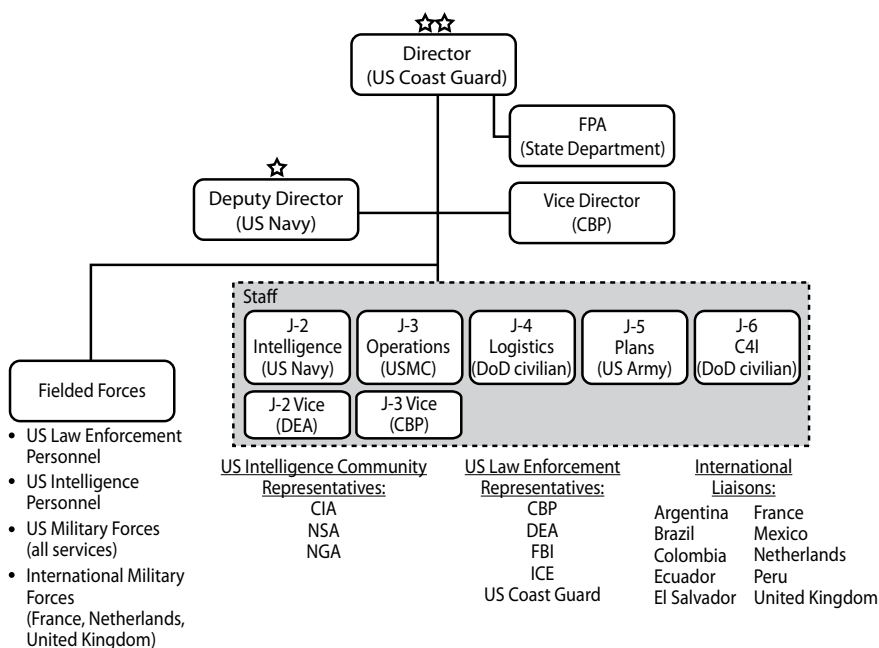 Director
(US Coast Guard)
FPA
(State Department)
Deputy Director
(US Navy)
Vice Director
(CBP)
Staff
J-2
Intelligence
(US Navy)
J-3
Operations
(USMC)
J-4
Logistics
(DoD civilian)
J-5
Plans
(US Army)
J-6
C4I
(DoD civilian)
J-2 Vice
(DEA)
J-3 Vice
(CBP)
Fielded Forces
• US Law Enforcement
Personnel
• US Intelligence
Personnel
• US Military Forces
(all services)
• International Military
Forces
(France, Netherlands,
United Kingdom)
US Intelligence Community
Representatives:
CIA
NSA
NGA
US Law Enforcement
Representatives:
CBP
DEA
FBI
ICE
US Coast Guard
International
Liaisons:
Argentina France
Brazil Mexico
Colombia Netherlands
Ecuador Peru
El Salvador United Kingdom